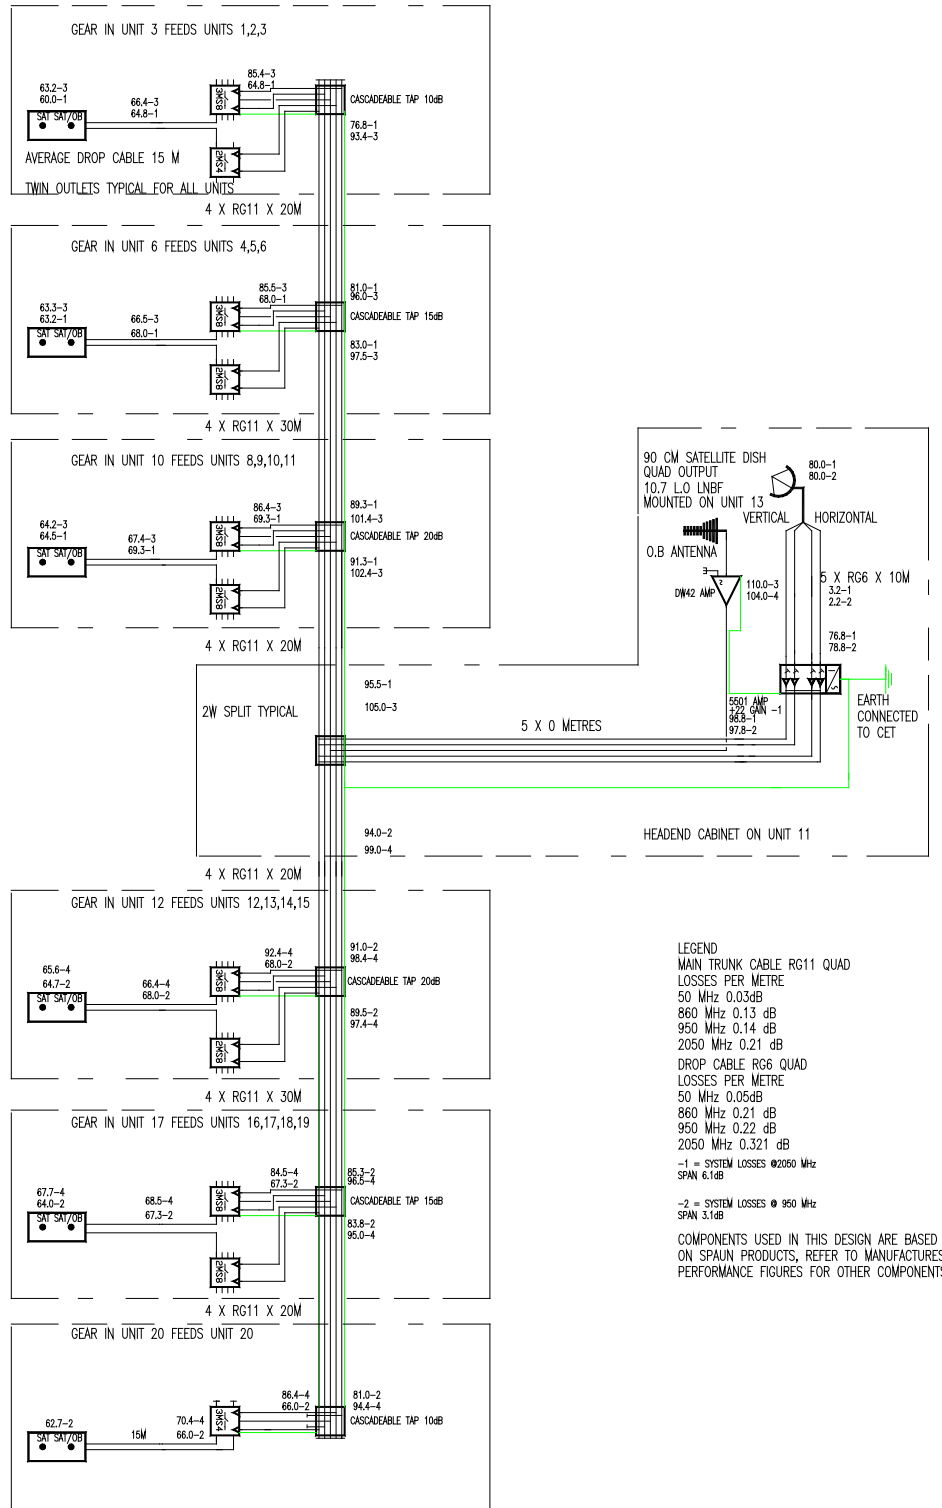 GEAR IN UNIT 3 FEEDS UNITS 1,2,3
85.4-3
64.8-1
63.2-3
60.0-1
66.4-3
64.8-1
3MS8
CASCADEABLE TAP 10dB
SAT SAT/OB
76.8-1
93.4-3
AVERAGE DROP CABLE 15 M
2MS4
TWIN OUTLETS TYPICAL FOR ALL UNITS
4 X RG11 X 20M
GEAR IN UNIT 6 FEEDS UNITS 4,5,6
85.5-3
68.0-1
81.0-1
96.0-3
63.3-3
63.2-1
66.5-3
68.0-1
3MS8
CASCADEABLE TAP 15dB
SAT SAT/OB
83.0-1
97.5-3
2MS8
4 X RG11 X 30M
GEAR IN UNIT 10 FEEDS UNITS 8,9,10,11
86.4-3
69.3-1
89.3-1
101.4-3
64.2-3
64.5-1
67.4-3
69.3-1
3MS8
CASCADEABLE TAP 20dB
SAT SAT/OB
91.3-1
102.4-3
2MS8
4 X RG11 X 20M
90 CM SATELLITE DISH
QUAD OUTPUT
10.7 L.O LNBF
MOUNTED ON UNIT 13
80.0-1
80.0-2
VERTICAL
HORIZONTAL
O.B ANTENNA
DW42 AMP
110.0-3
104.0-4
5 X RG6 X 10M
3.2-1
2.2-2
76.8-1
78.8-2
95.5-1
105.0-3
2W SPLIT TYPICAL
5501 AMP
+22 GAIN -1
98.8-1
97.8-2
EARTH
CONNECTED
TO CET
5 X 0 METRES
94.0-2
99.0-4
HEADEND CABINET ON UNIT 11
4 X RG11 X 20M
GEAR IN UNIT 12 FEEDS UNITS 12,13,14,15
92.4-4
68.0-2
91.0-2
98.4-4
65.6-4
64.7-2
66.4-4
68.0-2
3MS8
CASCADEABLE TAP 20dB
SAT SAT/OB
89.5-2
97.4-4
2MS8
4 X RG11 X 30M
GEAR IN UNIT 17 FEEDS UNITS 16,17,18,19
84.5-4
67.3-2
85.3-2
96.5-4
67.7-4
64.0-2
68.5-4
67.3-2
3MS8
CASCADEABLE TAP 15dB
SAT SAT/OB
83.8-2
95.0-4
2MS8
4 X RG11 X 20M
GEAR IN UNIT 20 FEEDS UNIT 20
86.4-4
66.0-2
81.0-2
94.4-4
62.7-2
15M
70.4-4
66.0-2
3MS4
CASCADEABLE TAP 10dB
SAT SAT/OB
LEGEND
MAIN TRUNK CABLE RG11 QUAD
LOSSES PER METRE
50 MHz 0.03dB
860 MHz 0.13 dB
950 MHz 0.14 dB
2050 MHz 0.21 dB
DROP CABLE RG6 QUAD
LOSSES PER METRE
50 MHz 0.05dB
860 MHz 0.21 dB
950 MHz 0.22 dB
2050 MHz 0.321 dB
-1 = SYSTEM LOSSES @2050 MHz
SPAN 6.1dB
-2 = SYSTEM LOSSES @ 950 MHz
SPAN 3.1dB
COMPONENTS USED IN THIS DESIGN ARE BASED
ON SPAUN PRODUCTS, REFER TO MANUFACTURES
PERFORMANCE FIGURES FOR OTHER COMPONENTS